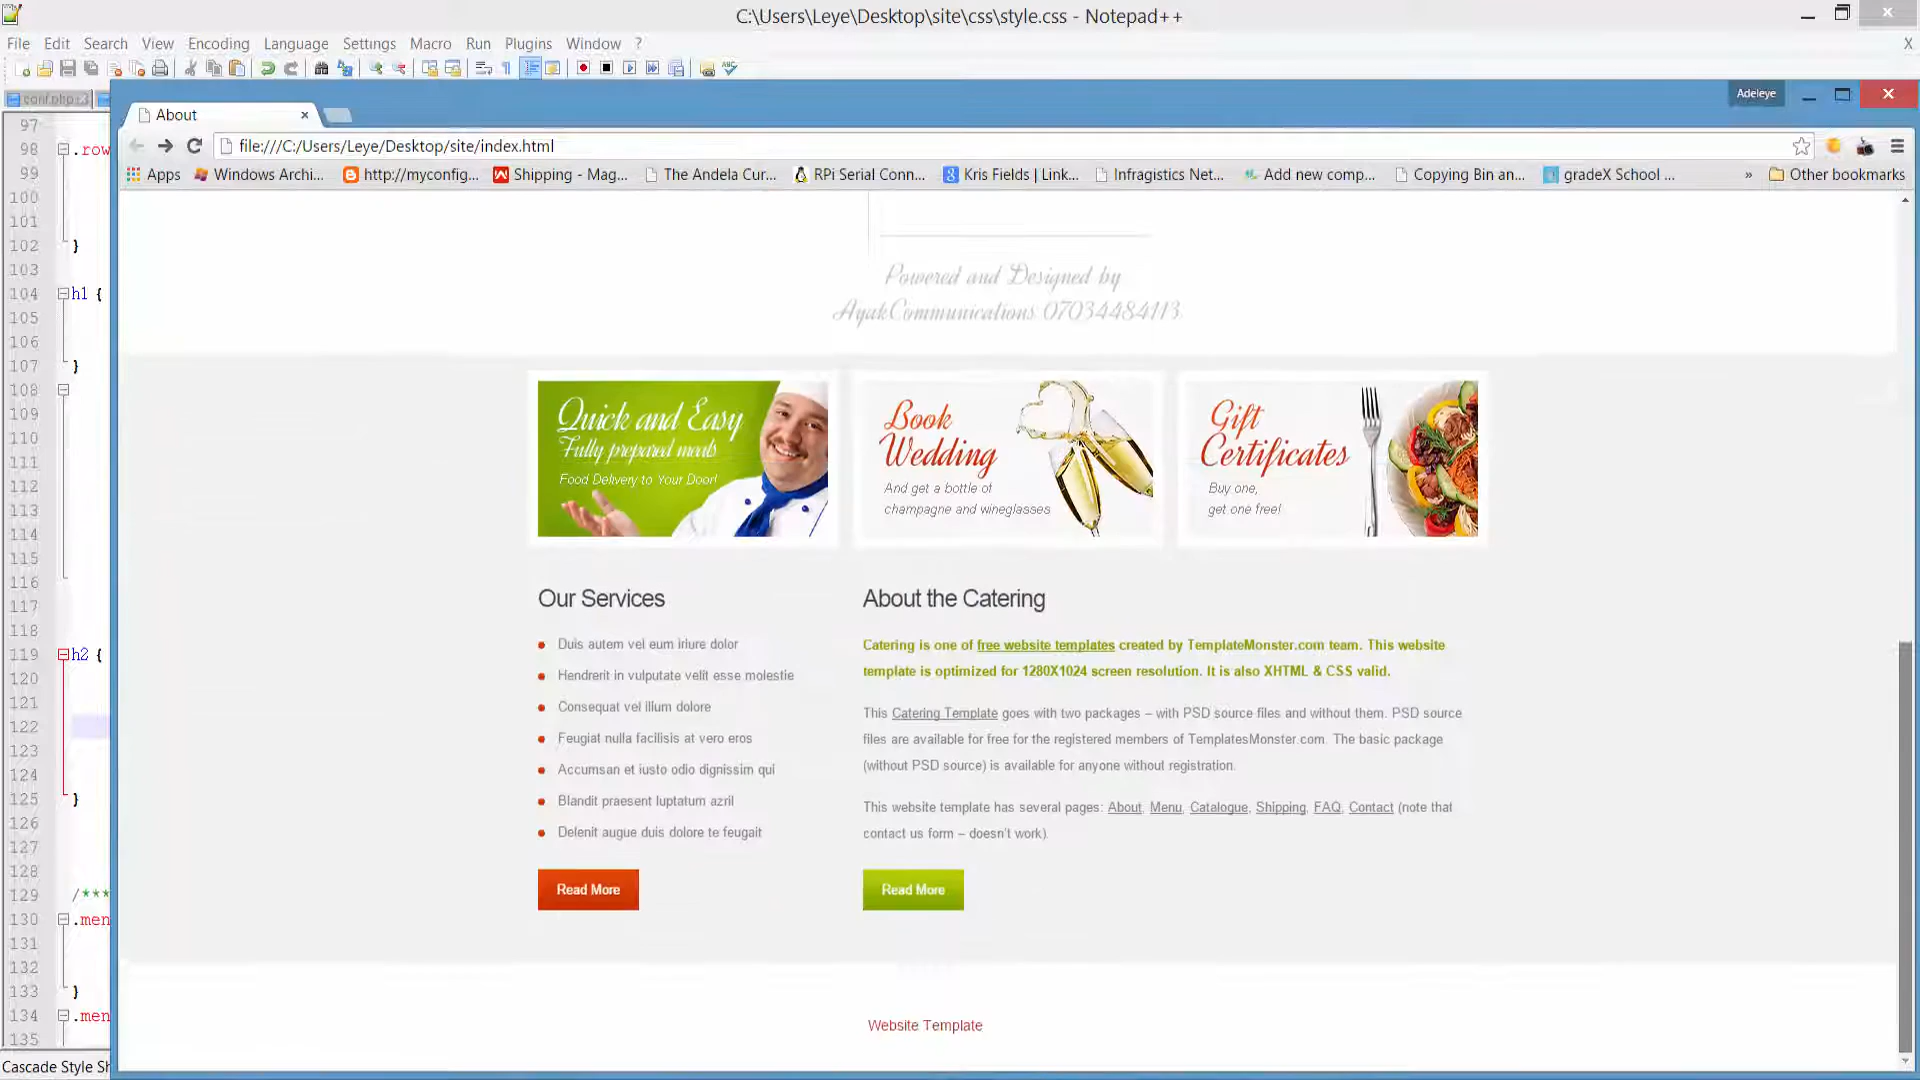 C:\Users\Leye\Desktop\site\css\style.css - Notepad++
File Edit Search View Encoding Language Settings Macro Run Plugins Window ?
X
conf.php
Adeleye
About
file:///C:/Users/Leye/Desktop/site/index.html
Apps Windows Archi... http://myconfig... Shipping - Mag... The Andela Cur... RPi Serial Conn... Kris Fields | Link... Infragistics Net... Add new comp... Copying Bin an... gradeX School ... » Other bookmarks
97
98 .row
99
100
101
102 }
103
104 h1 {
105
106
107 }
108
109
110
111
112
113
114
115
116
117
118
119 h2 {
120
121
122
123
124
125 }
126
127
128
129 /***
130 .men
131
132
133 }
134 .men
135
Cascade Style Sh
Powered and Designed by
AyakCommunications 07034484113
Quick and Easy
Fully prepared meals
Food Delivery to Your Door!
Book
Wedding
And get a bottle of
champagne and wineglasses
Gift
Certificates
Buy one,
get one free!
Our Services
Duis autem vel eum iriure dolor
Hendrerit in vulputate velit esse molestie
Consequat vel illum dolore
Feugiat nulla facilisis at vero eros
Accumsan et iusto odio dignissim qui
Blandit praesent luptatum azril
Delenit augue duis dolore te feugait
Read More
About the Catering
Catering is one of free website templates created by TemplateMonster.com team. This website
template is optimized for 1280X1024 screen resolution. It is also XHTML & CSS valid.
This Catering Template goes with two packages – with PSD source files and without them. PSD source
files are available for free for the registered members of TemplatesMonster.com. The basic package
(without PSD source) is available for anyone without registration.
This website template has several pages: About, Menu, Catalogue, Shipping, FAQ, Contact (note that
contact us form – doesn't work).
Read More
Website Template